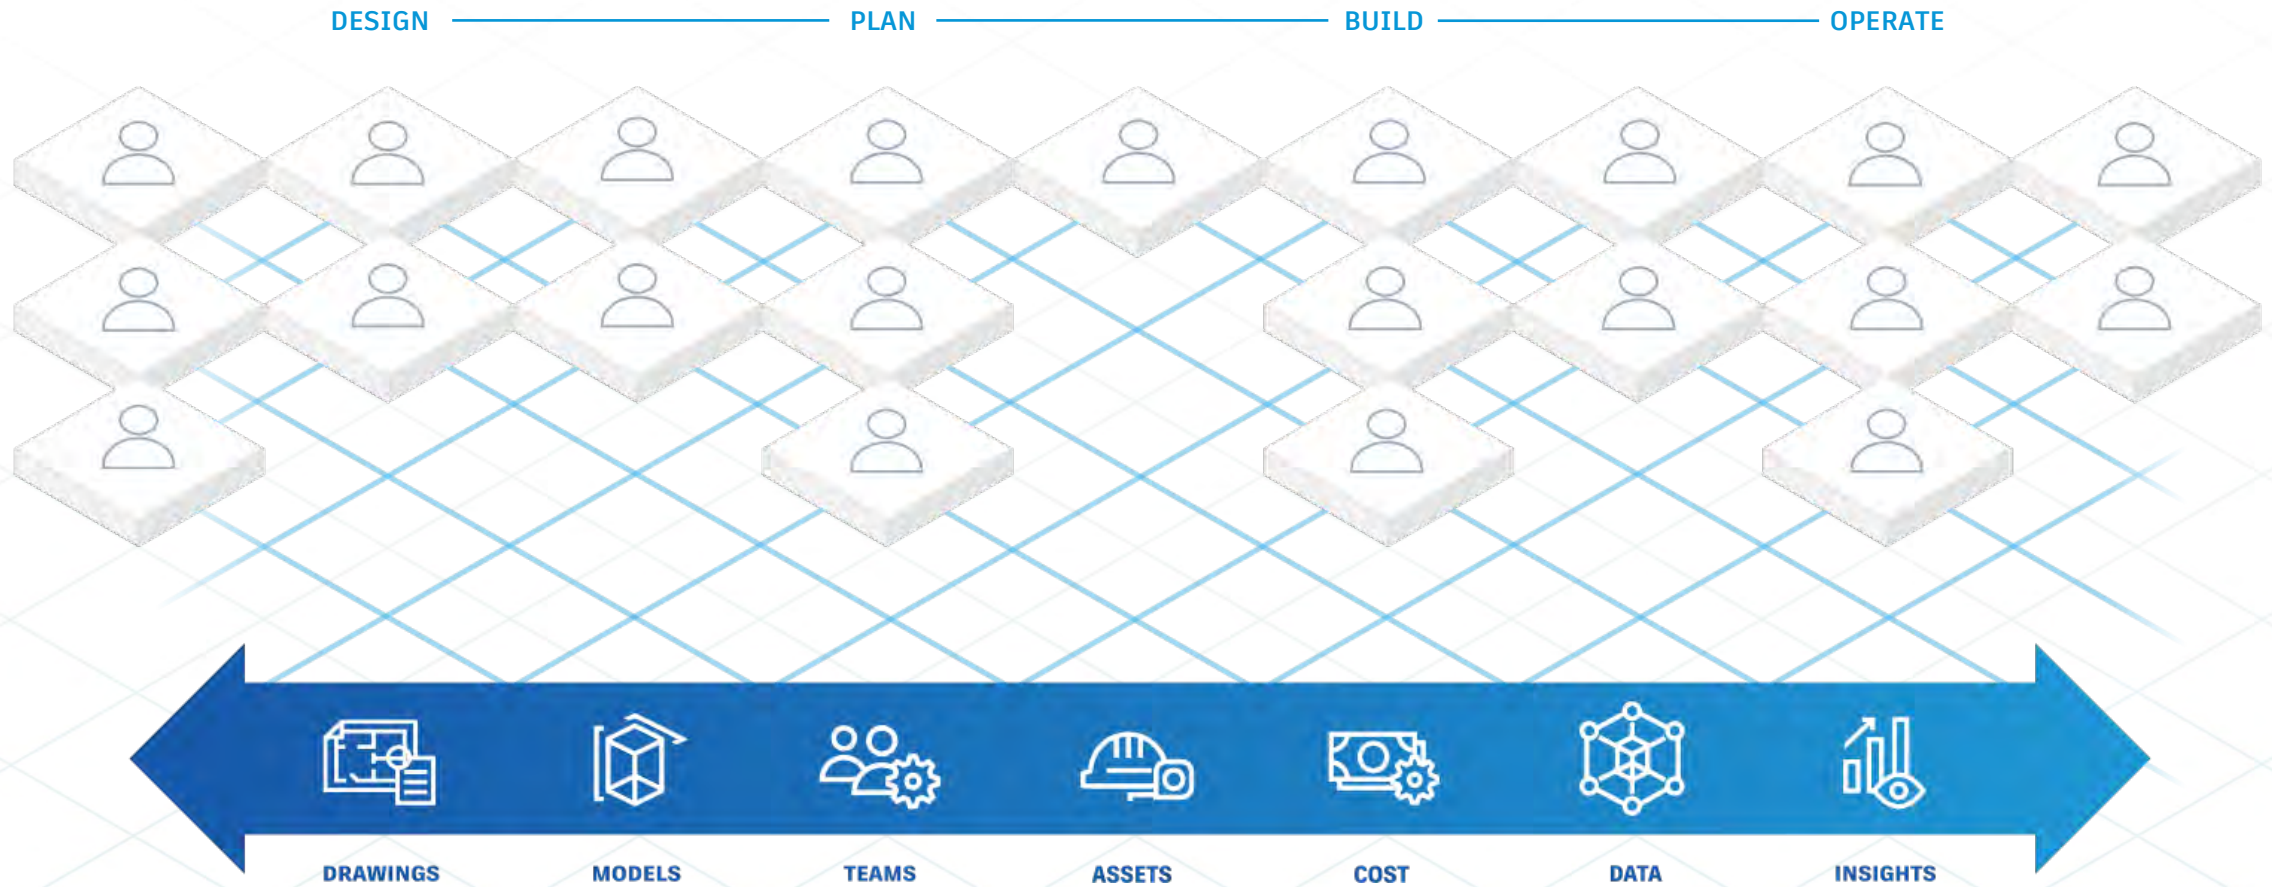 DESIGN PLAN BUILD OPERATE
DRAWINGS MODELS TEAMS ASSETS COST DATA INSIGHTS